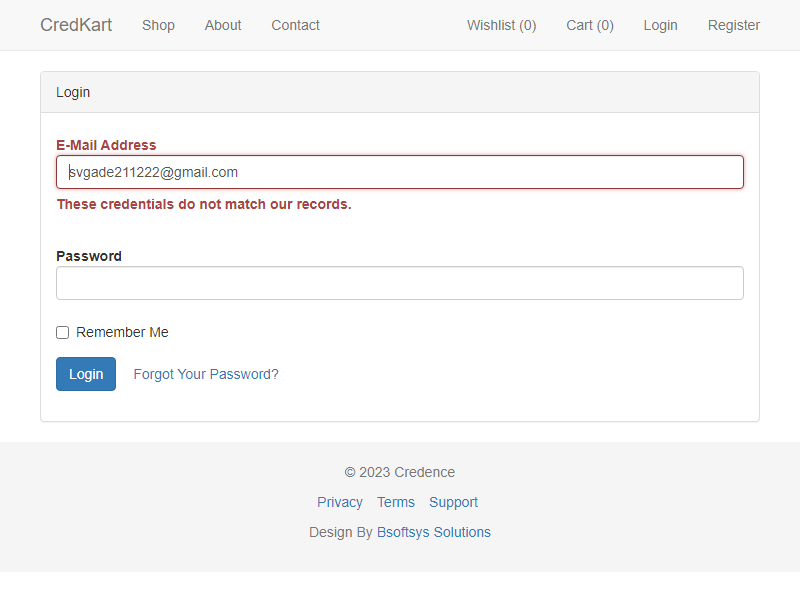 CredKart Shop About Contact Wishlist (0) Cart (0) Login Register
Login
E-Mail Address
svgade211222@gmail.com
These credentials do not match our records.
Password
Remember Me
Login Forgot Your Password?
© 2023 Credence
Privacy Terms Support
Design By Bsoftsys Solutions